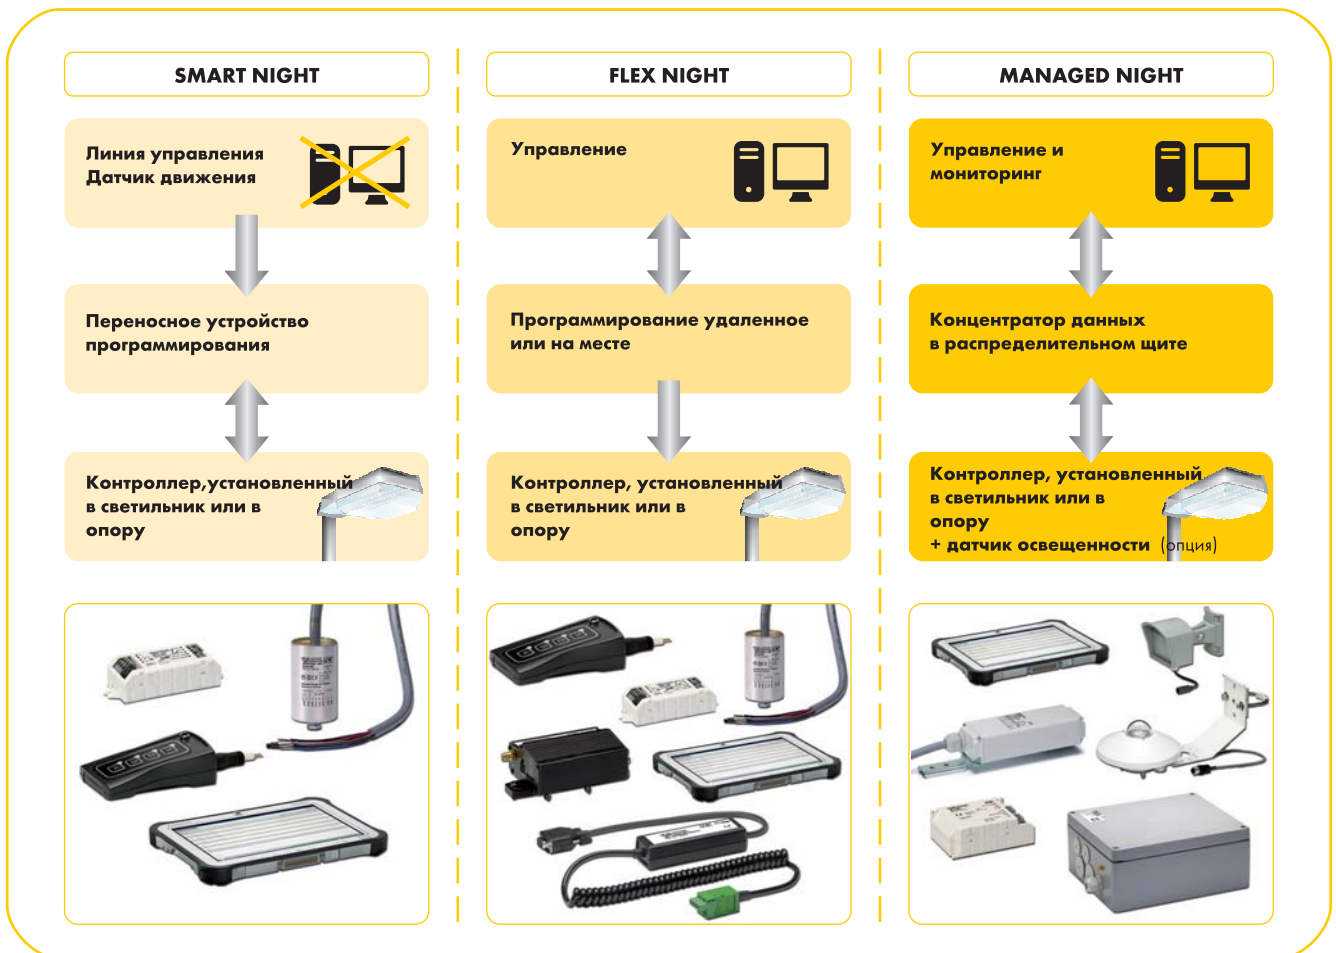 SMART NIGHT
Линия управления
Датчик движения
Переносное устройство
программирования
Контроллер,установленный
в светильник или в
опору
FLEX NIGHT
Управление
Программирование удаленное
или на месте
Контроллер, установленный
в светильник или в
опору
MANAGED NIGHT
Управление и
мониторинг
Концентратор данных
в распределительном щите
Контроллер, установленный
в светильник или в
опору
+ датчик освещенности (опция)